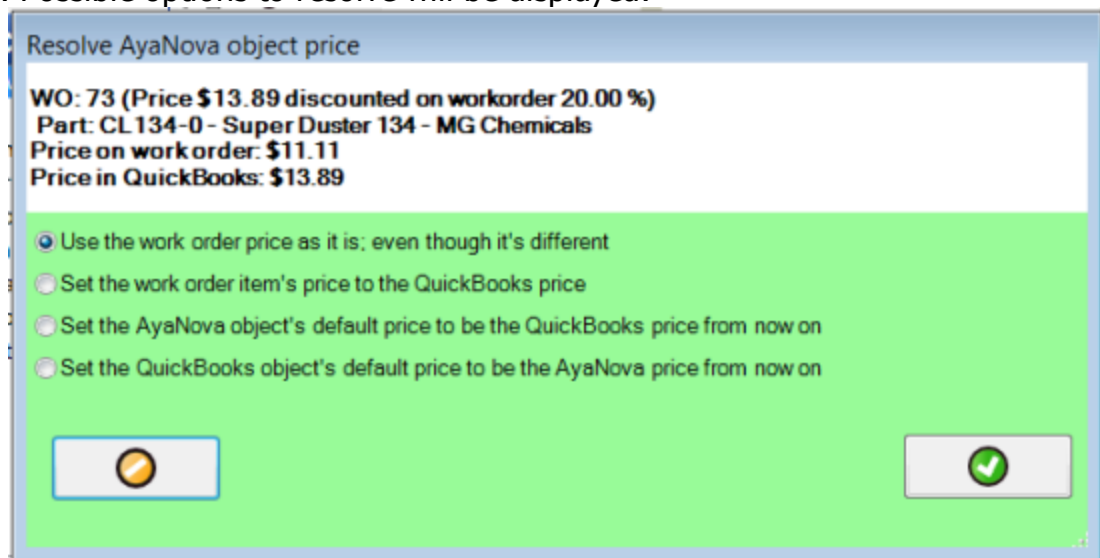 Resolve AyaNova object price
WO: 73 (Price $13.89 discounted on workorder 20.00 %)
Part: CL134-0 - Super Duster 134 - MG Chemicals
Price on work order: $11.11
Price in QuickBooks: $13.89
Use the work order price as it is; even though it's different
Set the work order item's price to the QuickBooks price
Set the AyaNova object's default price to be the QuickBooks price from now on
Set the QuickBooks object's default price to be the AyaNova price from now on